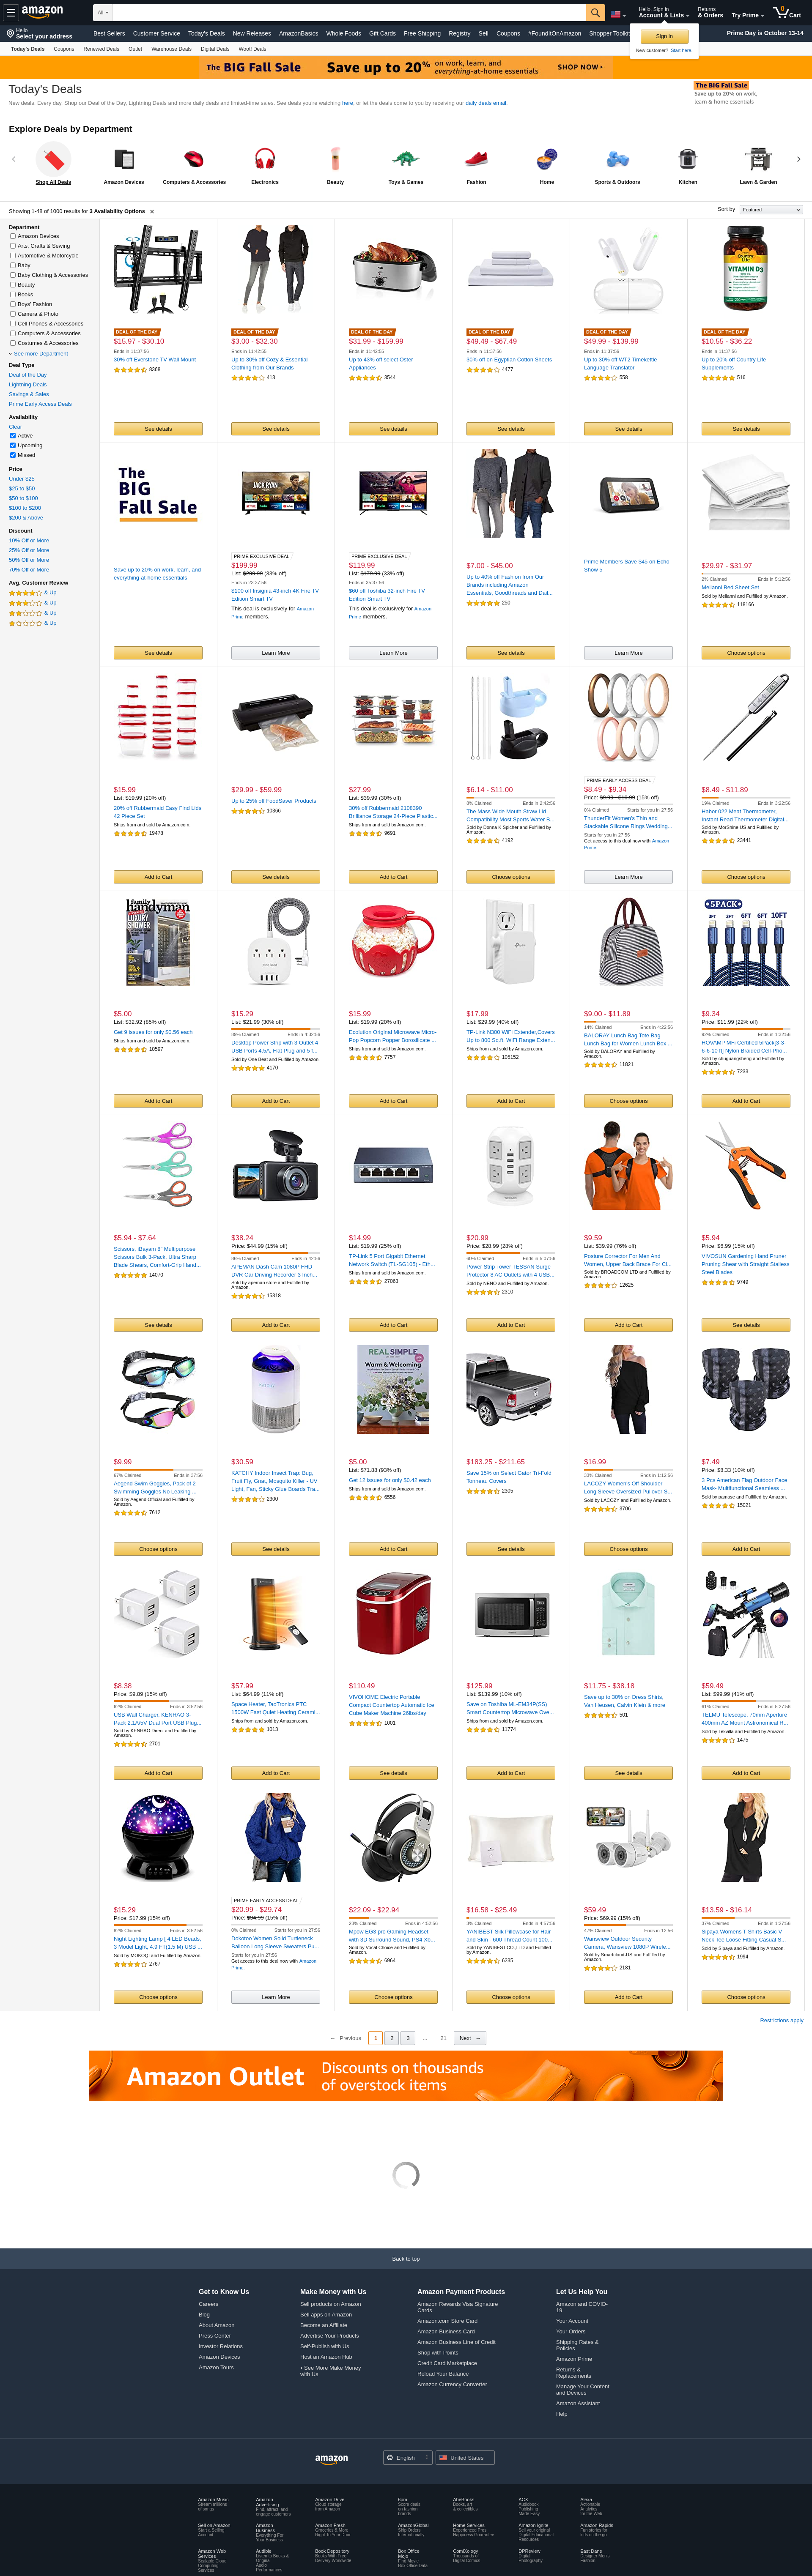 amazon
Hello
Select your address
All
Hello, Sign in
Account & Lists
Returns
& Orders
Try Prime
0
Cart
Best Sellers
Customer Service
Today's Deals
New Releases
AmazonBasics
Whole Foods
Gift Cards
Free Shipping
Registry
Sell
Coupons
#FoundItOnAmazon
Shopper Toolkit
Prime Day is October 13-14
Sign in
New customer? Start here.
Today's Deals
Coupons
Renewed Deals
Outlet
Warehouse Deals
Digital Deals
Woot! Deals
The BIG Fall Sale
Save up to 20% on work, learn, and everything-at-home essentials
SHOP NOW
Today's Deals
New deals. Every day. Shop our Deal of the Day, Lightning Deals and more daily deals and limited-time sales. See deals you're watching here, or let the deals come to you by receiving our daily deals email.
The BIG Fall Sale
Save up to 20% on work,
learn & home essentials
Explore Deals by Department
Shop All Deals
Amazon Devices
Computers & Accessories
Electronics
Beauty
Toys & Games
Fashion
Home
Sports & Outdoors
Kitchen
Lawn & Garden
Showing 1-48 of 1000 results for 3 Availability Options
Sort by
Featured
Department
Amazon Devices
Arts, Crafts & Sewing
Automotive & Motorcycle
Baby
Baby Clothing & Accessories
Beauty
Books
Boys' Fashion
Camera & Photo
Cell Phones & Accessories
Computers & Accessories
Costumes & Accessories
See more Department
Deal Type
Deal of the Day
Lightning Deals
Savings & Sales
Prime Early Access Deals
Availability
Clear
Active
Upcoming
Missed
Price
Under $25
$25 to $50
$50 to $100
$100 to $200
$200 & Above
Discount
10% Off or More
25% Off or More
50% Off or More
70% Off or More
Avg. Customer Review
& Up
& Up
& Up
& Up
DEAL OF THE DAY
$15.97 - $30.10
Ends in 11:37:56
30% off Everstone TV Wall Mount
8368
See details
DEAL OF THE DAY
$3.00 - $32.30
Ends in 11:42:55
Up to 30% off Cozy & Essential
Clothing from Our Brands
413
See details
DEAL OF THE DAY
$31.99 - $159.99
Ends in 11:42:55
Up to 43% off select Oster
Appliances
3544
See details
DEAL OF THE DAY
$49.49 - $67.49
Ends in 11:37:56
30% off on Egyptian Cotton Sheets
4477
See details
DEAL OF THE DAY
$49.99 - $139.99
Ends in 11:37:56
Up to 30% off WT2 Timekettle
Language Translator
558
See details
Country Life
VITAMIN D3
DEAL OF THE DAY
$10.55 - $36.22
Ends in 11:37:56
Up to 20% off Country Life
Supplements
516
See details
The
BIG
Fall Sale
Save up to 20% on work, learn, and
everything-at-home essentials
See details
JACK RYAN
PRIME EXCLUSIVE DEAL
$199.99
List: $299.99 (33% off)
Ends in 23:37:56
$100 off Insignia 43-inch 4K Fire TV
Edition Smart TV
This deal is exclusively for Amazon
Prime members.
Learn More
PRIME EXCLUSIVE DEAL
$119.99
List: $179.99 (33% off)
Ends in 35:37:56
$60 off Toshiba 32-inch Fire TV
Edition Smart TV
This deal is exclusively for Amazon
Prime members.
Learn More
$7.00 - $45.00
Up to 40% off Fashion from Our
Brands including Amazon
Essentials, Goodthreads and Dail...
250
See details
Prime Members Save $45 on Echo
Show 5
Learn More
$29.97 - $31.97
2% Claimed
Ends in 5:12:56
Mellanni Bed Sheet Set
Sold by Mellanni and Fulfilled by Amazon.
118166
Choose options
$15.99
List: $19.99 (20% off)
20% off Rubbermaid Easy Find Lids
42 Piece Set
Ships from and sold by Amazon.com.
19478
Add to Cart
$29.99 - $59.99
Up to 25% off FoodSaver Products
10366
See details
$27.99
List: $39.99 (30% off)
30% off Rubbermaid 2108390
Brilliance Storage 24-Piece Plastic...
Ships from and sold by Amazon.com.
9691
Add to Cart
$6.14 - $11.00
8% Claimed
Ends in 2:42:56
The Mass Wide Mouth Straw Lid
Compatibility Most Sports Water B...
Sold by Donna K Spicher and Fulfilled by
Amazon.
4192
Choose options
PRIME EARLY ACCESS DEAL
$8.49 - $9.34
Price: $9.99 - $10.99 (15% off)
0% Claimed
Starts for you in 27:56
ThunderFit Women's Thin and
Stackable Silicone Rings Wedding...
Starts for you in 27:56
Get access to this deal now with Amazon
Prime.
Learn More
$8.49 - $11.89
19% Claimed
Ends in 3:22:56
Habor 022 Meat Thermometer,
Instant Read Thermometer Digital...
Sold by MorShine US and Fulfilled by
Amazon.
23441
Choose options
family
handyman
LUXURY
SHOWER
$5.00
List: $32.92 (85% off)
Get 9 issues for only $0.56 each
Ships from and sold by Amazon.com.
10597
Add to Cart
$15.29
List: $21.99 (30% off)
89% Claimed
Ends in 4:32:56
Desktop Power Strip with 3 Outlet 4
USB Ports 4.5A, Flat Plug and 5 f...
Sold by One Beat and Fulfilled by Amazon.
4170
Add to Cart
$15.99
List: $19.99 (20% off)
Ecolution Original Microwave Micro-
Pop Popcorn Popper Borosilicate ...
Ships from and sold by Amazon.com.
7757
Add to Cart
$17.99
List: $29.99 (40% off)
TP-Link N300 WiFi Extender,Covers
Up to 800 Sq.ft, WiFi Range Exten...
Ships from and sold by Amazon.com.
105152
Add to Cart
$9.00 - $11.89
14% Claimed
Ends in 4:22:56
BALORAY Lunch Bag Tote Bag
Lunch Bag for Women Lunch Box ...
Sold by BALORAY and Fulfilled by
Amazon.
11821
Choose options
5PACK
3FT 3FT 6FT 6FT 10FT
$9.34
Price: $11.99 (22% off)
92% Claimed
Ends in 1:32:56
HOVAMP MFi Certified 5Pack[3-3-
6-6-10 ft] Nylon Braided Cell-Pho...
Sold by chuguangsheng and Fulfilled by
Amazon.
7233
Add to Cart
$5.94 - $7.64
Scissors, iBayam 8" Multipurpose
Scissors Bulk 3-Pack, Ultra Sharp
Blade Shears, Comfort-Grip Hand...
14070
See details
$38.24
Price: $44.99 (15% off)
86% Claimed
Ends in 42:56
APEMAN Dash Cam 1080P FHD
DVR Car Driving Recorder 3 Inch...
Sold by apeman store and Fulfilled by
Amazon.
15318
Add to Cart
$14.99
List: $19.99 (25% off)
TP-Link 5 Port Gigabit Ethernet
Network Switch (TL-SG105) - Eth...
Ships from and sold by Amazon.com.
27063
Add to Cart
$20.99
Price: $28.99 (28% off)
60% Claimed
Ends in 5:07:56
Power Strip Tower TESSAN Surge
Protector 8 AC Outlets with 4 USB...
Sold by NENO and Fulfilled by Amazon.
2310
Add to Cart
$9.59
List: $39.99 (76% off)
Posture Corrector For Men And
Women, Upper Back Brace For Cl...
Sold by BROADCOM LTD and Fulfilled by
Amazon.
12625
Add to Cart
$5.94
Price: $6.99 (15% off)
VIVOSUN Gardening Hand Pruner
Pruning Shear with Straight Stailess
Steel Blades
9749
See details
$9.99
67% Claimed
Ends in 37:56
Aegend Swim Goggles, Pack of 2
Swimming Goggles No Leaking ...
Sold by Aegend Official and Fulfilled by
Amazon.
7612
Choose options
$30.59
KATCHY Indoor Insect Trap: Bug,
Fruit Fly, Gnat, Mosquito Killer - UV
Light, Fan, Sticky Glue Boards Tra...
2300
See details
REAL SIMPLE
Warm & Welcoming
$5.00
List: $71.08 (93% off)
Get 12 issues for only $0.42 each
Ships from and sold by Amazon.com.
6556
Add to Cart
$183.25 - $211.65
Save 15% on Select Gator Tri-Fold
Tonneau Covers
2305
See details
$16.99
33% Claimed
Ends in 1:12:56
LACOZY Women's Off Shoulder
Long Sleeve Oversized Pullover S...
Sold by LACOZY and Fulfilled by Amazon.
3706
Choose options
$7.49
Price: $8.33 (10% off)
3 Pcs American Flag Outdoor Face
Mask- Multifunctional Seamless ...
Sold by pamase and Fulfilled by Amazon.
15021
Add to Cart
$8.38
Price: $9.89 (15% off)
62% Claimed
Ends in 3:52:56
USB Wall Charger, KENHAO 3-
Pack 2.1A/5V Dual Port USB Plug...
Sold by KENHAO Direct and Fulfilled by
Amazon.
2701
Add to Cart
$57.99
List: $64.99 (11% off)
Space Heater, TaoTronics PTC
1500W Fast Quiet Heating Cerami...
Ships from and sold by Amazon.com.
1013
Add to Cart
$110.49
VIVOHOME Electric Portable
Compact Countertop Automatic Ice
Cube Maker Machine 26lbs/day
1001
See details
$125.99
List: $139.99 (10% off)
Save on Toshiba ML-EM34P(SS)
Smart Countertop Microwave Ove...
Ships from and sold by Amazon.com.
11774
Add to Cart
$11.75 - $38.18
Save up to 30% on Dress Shirts,
Van Heusen, Calvin Klein & more
501
See details
$59.49
List: $99.99 (41% off)
61% Claimed
Ends in 5:27:56
TELMU Telescope, 70mm Aperture
400mm AZ Mount Astronomical R...
Sold by Tekvilla and Fulfilled by Amazon.
1475
Add to Cart
$15.29
Price: $17.99 (15% off)
82% Claimed
Ends in 3:52:56
Night Lighting Lamp [ 4 LED Beads,
3 Model Light, 4.9 FT(1.5 M) USB...
Sold by MOKOQI and Fulfilled by Amazon.
2767
Choose options
PRIME EARLY ACCESS DEAL
$20.99 - $29.74
Price: $34.99 (15% off)
0% Claimed
Starts for you in 27:56
Dokotoo Women Solid Turtleneck
Balloon Long Sleeve Sweaters Pu...
Starts for you in 27:56
Get access to this deal now with Amazon
Prime.
Learn More
$22.09 - $22.94
23% Claimed
Ends in 4:52:56
Mpow EG3 pro Gaming Headset
with 3D Surround Sound, PS4 Xb...
Sold by Vocal Choice and Fulfilled by
Amazon.
6964
Choose options
$16.58 - $25.49
3% Claimed
Ends in 4:57:56
YANIBEST Silk Pillowcase for Hair
and Skin - 600 Thread Count 100...
Sold by YANIBEST.CO.,LTD and Fulfilled
by Amazon.
6235
Choose options
$59.49
List: $69.99 (15% off)
47% Claimed
Ends in 12:56
Wansview Outdoor Security
Camera, Wansview 1080P Wirele...
Sold by Smartcloud-US and Fulfilled by
Amazon.
2181
Add to Cart
$13.59 - $16.14
37% Claimed
Ends in 1:27:56
Sipaya Womens T Shirts Basic V
Neck Tee Loose Fitting Casual S...
Sold by Sipaya and Fulfilled by Amazon.
1994
Choose options
Restrictions apply
← Previous 1 2 3 ... 21 Next →
Amazon Outlet
Discounts on thousands
of overstock items
Back to top
Get to Know Us
Careers
Blog
About Amazon
Press Center
Investor Relations
Amazon Devices
Amazon Tours
Make Money with Us
Sell products on Amazon
Sell apps on Amazon
Become an Affiliate
Advertise Your Products
Self-Publish with Us
Host an Amazon Hub
› See More Make Money
with Us
Amazon Payment Products
Amazon Rewards Visa Signature
Cards
Amazon.com Store Card
Amazon Business Card
Amazon Business Line of Credit
Shop with Points
Credit Card Marketplace
Reload Your Balance
Amazon Currency Converter
Let Us Help You
Amazon and COVID-
19
Your Account
Your Orders
Shipping Rates &
Policies
Amazon Prime
Returns &
Replacements
Manage Your Content
and Devices
Amazon Assistant
Help
amazon
English
United States
Amazon Music
Stream millions
of songs
Amazon
Advertising
Find, attract, and
engage customers
Amazon Drive
Cloud storage
from Amazon
6pm
Score deals
on fashion
brands
AbeBooks
Books, art
& collectibles
ACX
Audiobook
Publishing
Made Easy
Alexa
Actionable
Analytics
for the Web
Sell on Amazon
Start a Selling
Account
Amazon
Business
Everything For
Your Business
Amazon Fresh
Groceries & More
Right To Your Door
AmazonGlobal
Ship Orders
Internationally
Home Services
Experienced Pros
Happiness Guarantee
Amazon Ignite
Sell your original
Digital Educational
Resources
Amazon Rapids
Fun stories for
kids on the go
Amazon Web
Services
Scalable Cloud
Computing
Services
Audible
Listen to Books &
Original
Audio
Performances
Book Depository
Books With Free
Delivery Worldwide
Box Office
Mojo
Find Movie
Box Office Data
ComiXology
Thousands of
Digital Comics
DPReview
Digital
Photography
East Dane
Designer Men's
Fashion